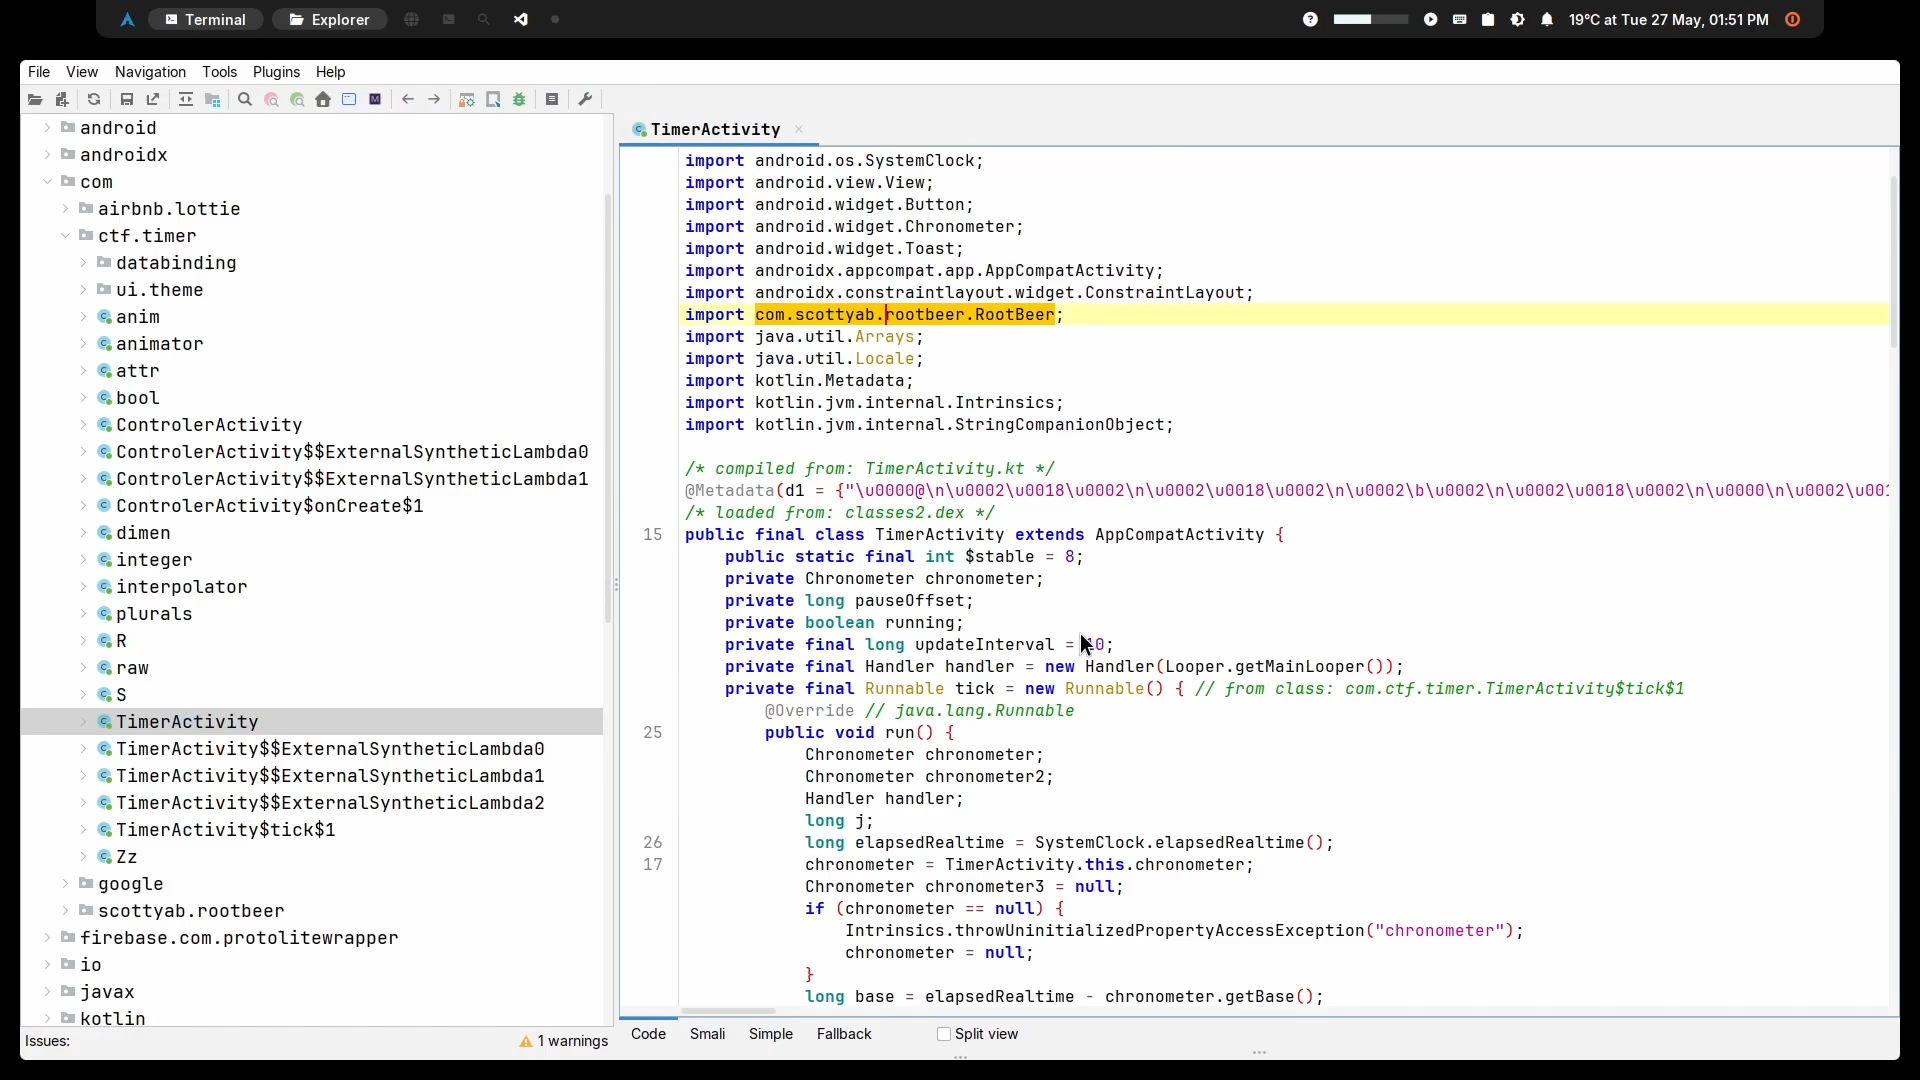 Terminal
Explorer
19°C at Tue 27 May, 01:51 PM
File View Navigation Tools Plugins Help
android
androidx
com
airbnb.lottie
ctf.timer
databinding
ui.theme
anim
animator
attr
bool
ControlerActivity
ControlerActivity$$ExternalSyntheticLambda0
ControlerActivity$$ExternalSyntheticLambda1
ControlerActivity$onCreate$1
dimen
integer
interpolator
plurals
R
raw
S
TimerActivity
TimerActivity$$ExternalSyntheticLambda0
TimerActivity$$ExternalSyntheticLambda1
TimerActivity$$ExternalSyntheticLambda2
TimerActivity$tick$1
Zz
google
scottyab.rootbeer
firebase.com.protolitewrapper
io
javax
kotlin
Issues: 1 warnings
TimerActivity
import android.os.SystemClock;
import android.view.View;
import android.widget.Button;
import android.widget.Chronometer;
import android.widget.Toast;
import androidx.appcompat.app.AppCompatActivity;
import androidx.constraintlayout.widget.ConstraintLayout;
import com.scottyab.rootbeer.RootBeer;
import java.util.Arrays;
import java.util.Locale;
import kotlin.Metadata;
import kotlin.jvm.internal.Intrinsics;
import kotlin.jvm.internal.StringCompanionObject;
/* compiled from: TimerActivity.kt */
@Metadata(d1 = {"\u0000@\n\u0002\u0018\u0002\n\u0002\u0018\u0002\n\u0002\b\u0002\n\u0002\u0018\u0002\n\u0000\n\u0002\u001
/* loaded from: classes2.dex */
15 public final class TimerActivity extends AppCompatActivity {
public static final int $stable = 8;
private Chronometer chronometer;
private long pauseOffset;
private boolean running;
private final long updateInterval = 10;
private final Handler handler = new Handler(Looper.getMainLooper());
private final Runnable tick = new Runnable() { // from class: com.ctf.timer.TimerActivity$tick$1
@Override // java.lang.Runnable
25 public void run() {
Chronometer chronometer;
Chronometer chronometer2;
Handler handler;
long j;
26 long elapsedRealtime = SystemClock.elapsedRealtime();
17 chronometer = TimerActivity.this.chronometer;
Chronometer chronometer3 = null;
if (chronometer == null) {
Intrinsics.throwUninitializedPropertyAccessException("chronometer");
chronometer = null;
}
long base = elapsedRealtime - chronometer.getBase();
Code Smali Simple Fallback Split view